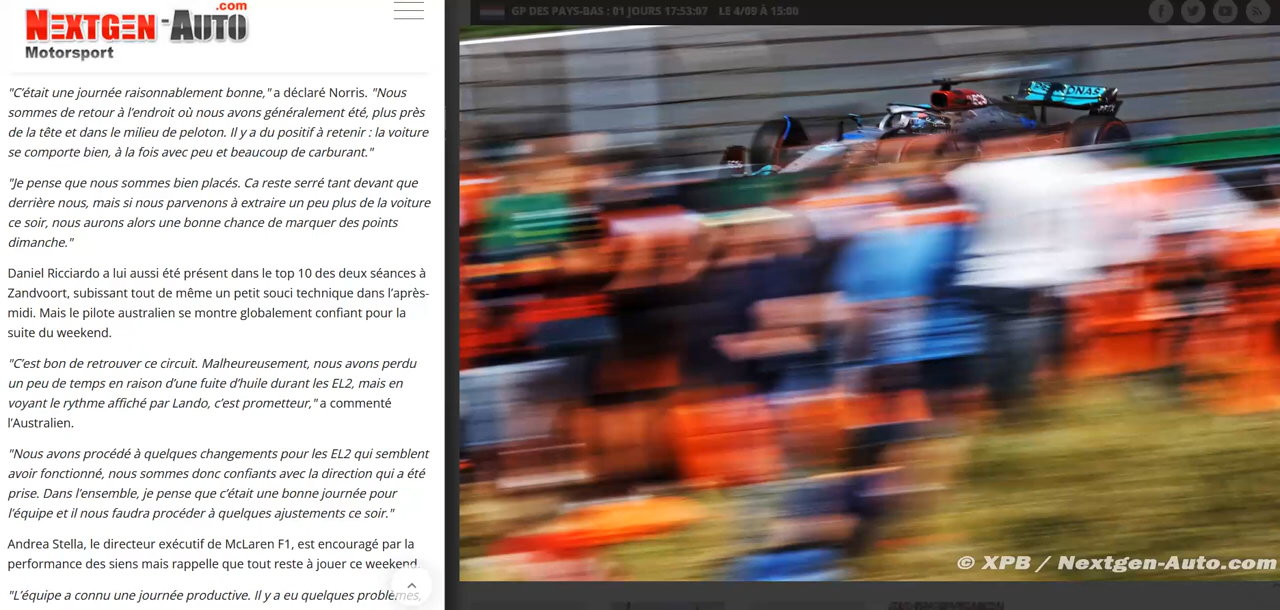 .com
NEXTGEN-AUTO
Motorsport
"C'était une journée raisonnablement bonne," a déclaré Norris. "Nous
sommes de retour à l'endroit où nous avons généralement été, plus près
de la tête et dans le milieu de peloton. Il y a du positif à retenir : la voiture
se comporte bien, à la fois avec peu et beaucoup de carburant."
"Je pense que nous sommes bien placés. Ca reste serré tant devant que
derrière nous, mais si nous parvenons à extraire un peu plus de la voiture
ce soir, nous aurons alors une bonne chance de marquer des points
dimanche."
Daniel Ricciardo a lui aussi été présent dans le top 10 des deux séances à
Zandvoort, subissant tout de même un petit souci technique dans l'après-
midi. Mais le pilote australien se montre globalement confiant pour la
suite du weekend.
"C'est bon de retrouver ce circuit. Malheureusement, nous avons perdu
un peu de temps en raison d'une fuite d'huile durant les EL2, mais en
voyant le rythme affiché par Lando, c'est prometteur," a commenté
l'Australien.
"Nous avons procédé à quelques changements pour les EL2 qui semblent
avoir fonctionné, nous sommes donc confiants avec la direction qui a été
prise. Dans l'ensemble, je pense que c'était une bonne journée pour
l'équipe et il nous faudra procéder à quelques ajustements ce soir."
Andrea Stella, le directeur exécutif de McLaren F1, est encouragé par la
performance des siens mais rappelle que tout reste à jouer ce weekend.
"L'équipe a connu une journée productive. Il y a eu quelques problèmes,
GP DES PAYS-BAS : 01 JOURS 17:53:07 LE 4/09 À 15:00
PETRONAS
© XPB / Nextgen-Auto.com